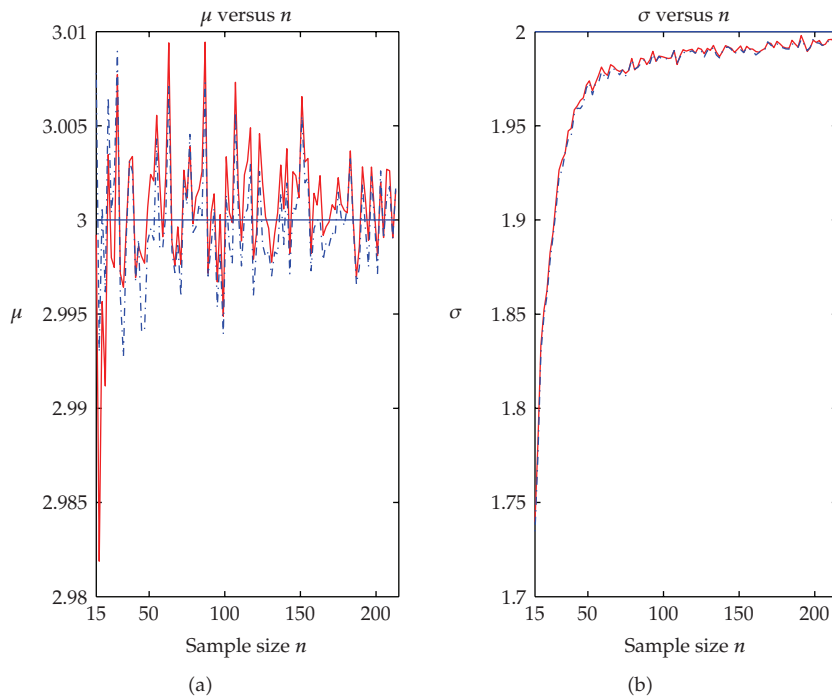 μ versus n
3.01
3.005
3
2.995
2.99
2.985
2.98
μ
15 50 100 150 200
Sample size n
(a)
σ versus n
2
1.95
1.9
1.85
1.8
1.75
1.7
σ
15 50 100 150 200
Sample size n
(b)